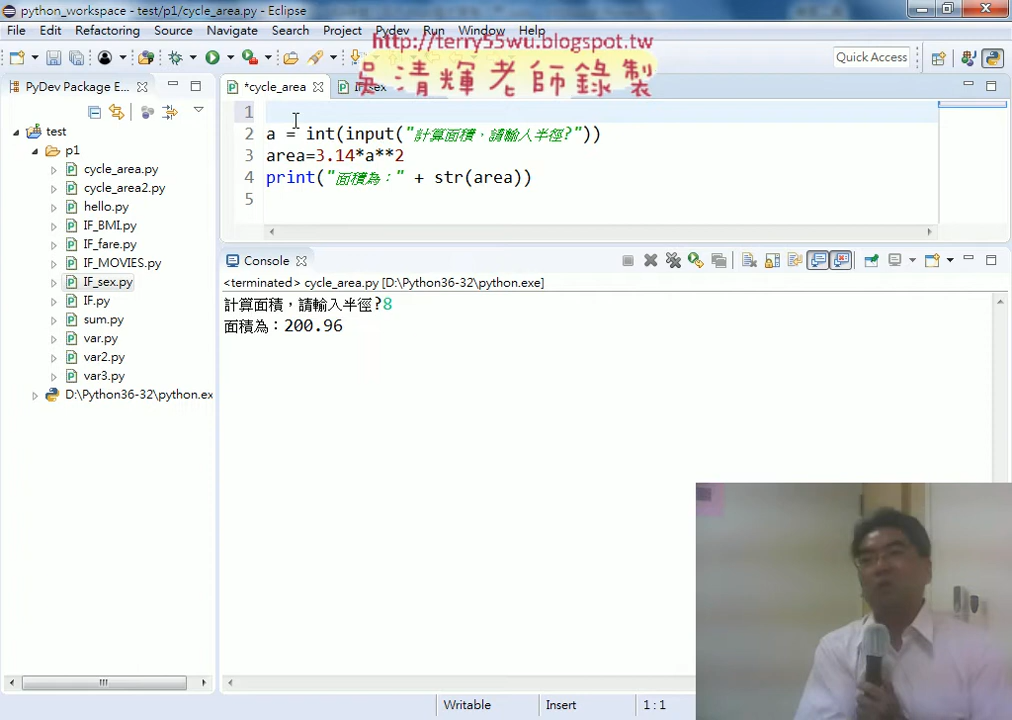 python_workspace - test/p1/cycle_area.py - Eclipse
File Edit Refactoring Source Navigate Search Project Pydev Run Window Help
http://terry55wu.blogspot.tw
吳清輝老師錄製
Quick Access
PyDev Package E...
*cycle_area
IF_sex
test
p1
cycle_area.py
cycle_area2.py
hello.py
IF_BMI.py
IF_fare.py
IF_MOVIES.py
IF_sex.py
IF.py
sum.py
var.py
var2.py
var3.py
D:\Python36-32\python.ex
1
2 a = int(input("計算面積，請輸入半徑?"))
3 area=3.14*a**2
4 print("面積為：" + str(area))
5
Console
<terminated> cycle_area.py [D:\Python36-32\python.exe]
計算面積，請輸入半徑?8
面積為：200.96
Writable Insert 1 : 1